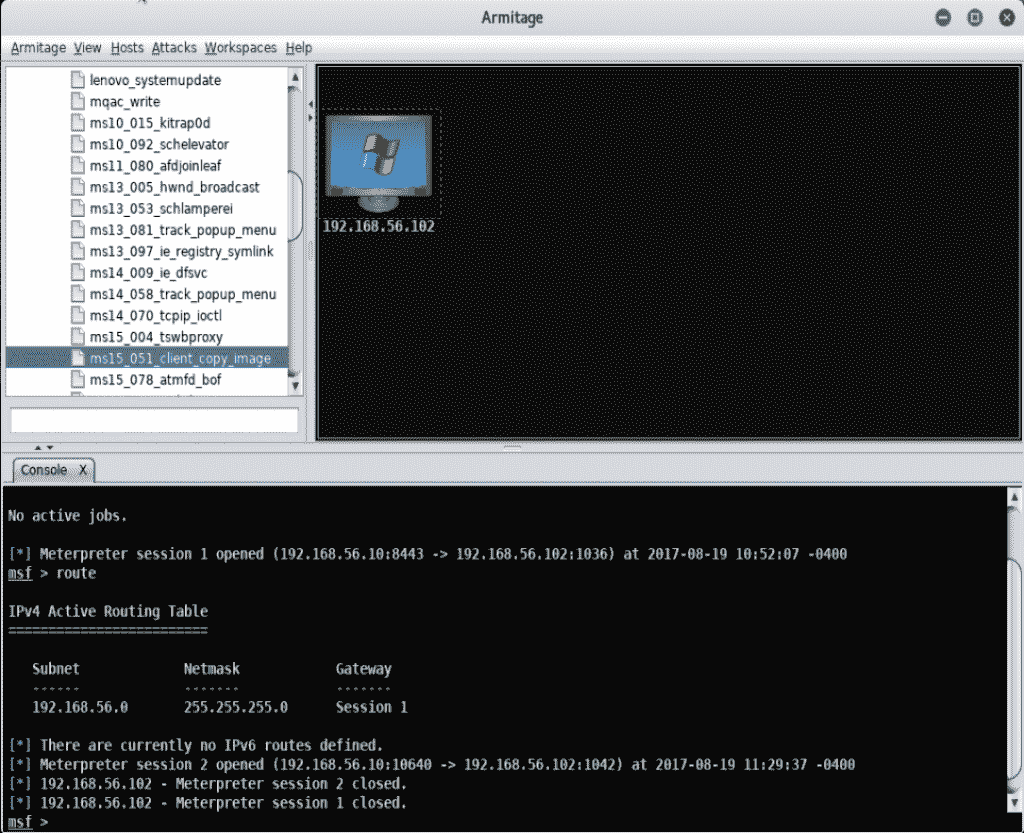 Armitage
Armitage View Hosts Attacks Workspaces Help
lenovo_systemupdate
mqac_write
ms10_015_kitrap0d
ms10_092_schelevator
ms11_080_afdjoinleaf
ms13_005_hwnd_broadcast
ms13_053_schlamperei
ms13_081_track_popup_menu
ms13_097_ie_registry_symlink
ms14_009_ie_dfsvc
ms14_058_track_popup_menu
ms14_070_tcpip_ioctl
ms15_004_tswbproxy
ms15_051_client_copy_image
ms15_078_atmfd_bof
192.168.56.102
Console X
No active jobs.
[*] Meterpreter session 1 opened (192.168.56.10:8443 -> 192.168.56.102:1036) at 2017-08-19 10:52:07 -0400
msf > route
IPv4 Active Routing Table
=========================
Subnet Netmask Gateway
------ ------- -------
192.168.56.0 255.255.255.0 Session 1
[*] There are currently no IPv6 routes defined.
[*] Meterpreter session 2 opened (192.168.56.10:10640 -> 192.168.56.102:1042) at 2017-08-19 11:29:37 -0400
[*] 192.168.56.102 - Meterpreter session 2 closed.
[*] 192.168.56.102 - Meterpreter session 1 closed.
msf >